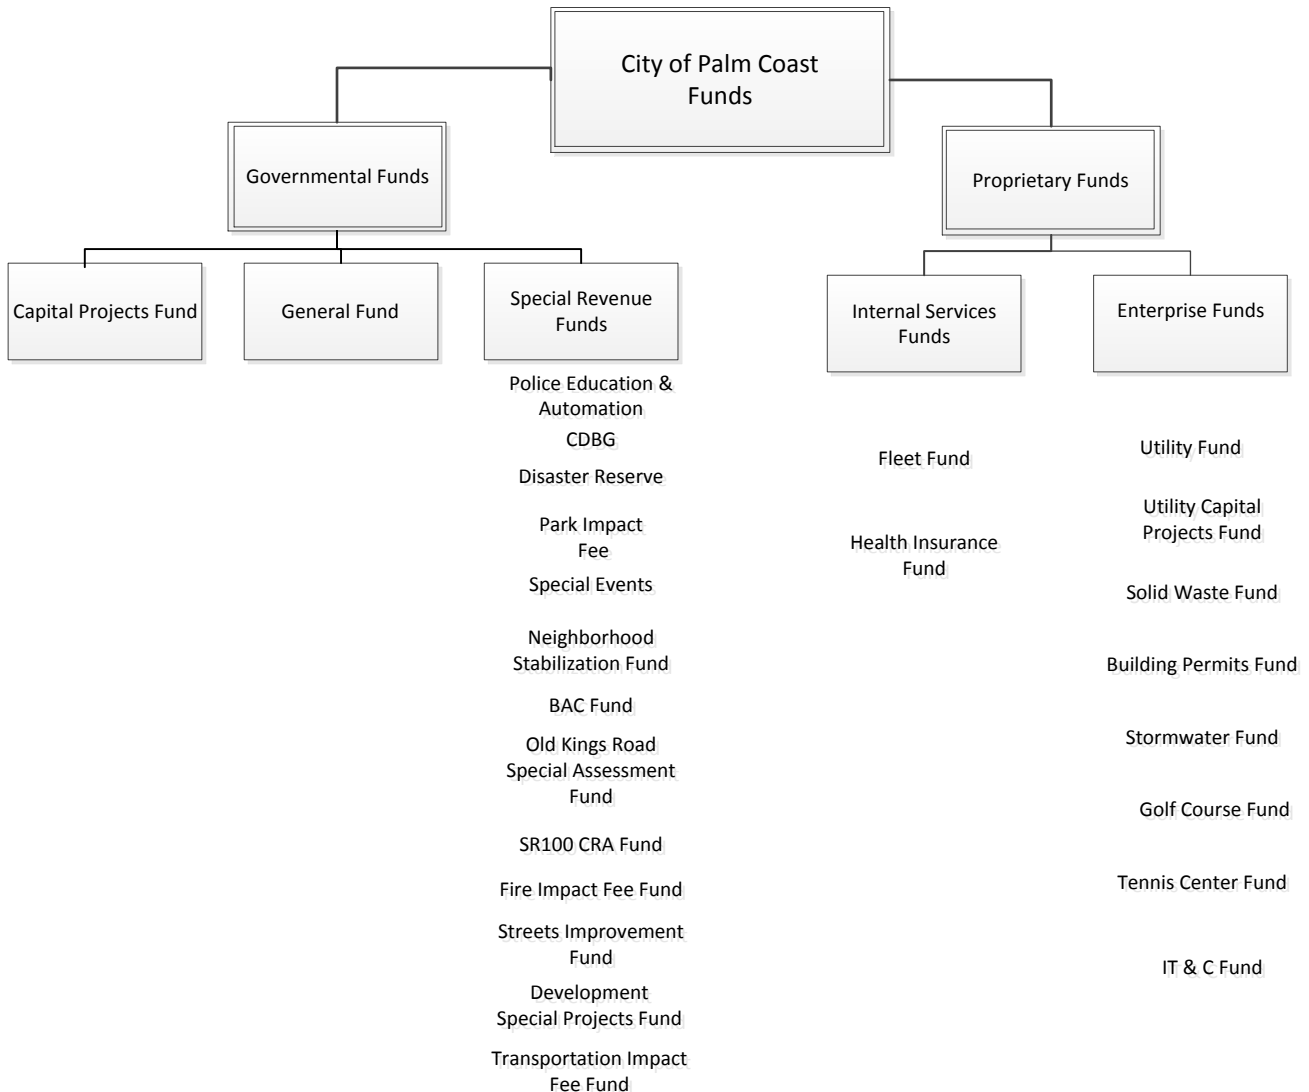 City of Palm Coast
Funds
Governmental Funds
Proprietary Funds
Capital Projects Fund
General Fund
Special Revenue
Funds
Internal Services
Funds
Enterprise Funds
Police Education &
Automation
CDBG
Disaster Reserve
Park Impact
Fee
Special Events
Neighborhood
Stabilization Fund
BAC Fund
Old Kings Road
Special Assessment
Fund
SR100 CRA Fund
Fire Impact Fee Fund
Streets Improvement
Fund
Development
Special Projects Fund
Transportation Impact
Fee Fund
Fleet Fund
Health Insurance
Fund
Utility Fund
Utility Capital
Projects Fund
Solid Waste Fund
Building Permits Fund
Stormwater Fund
Golf Course Fund
Tennis Center Fund
IT & C Fund